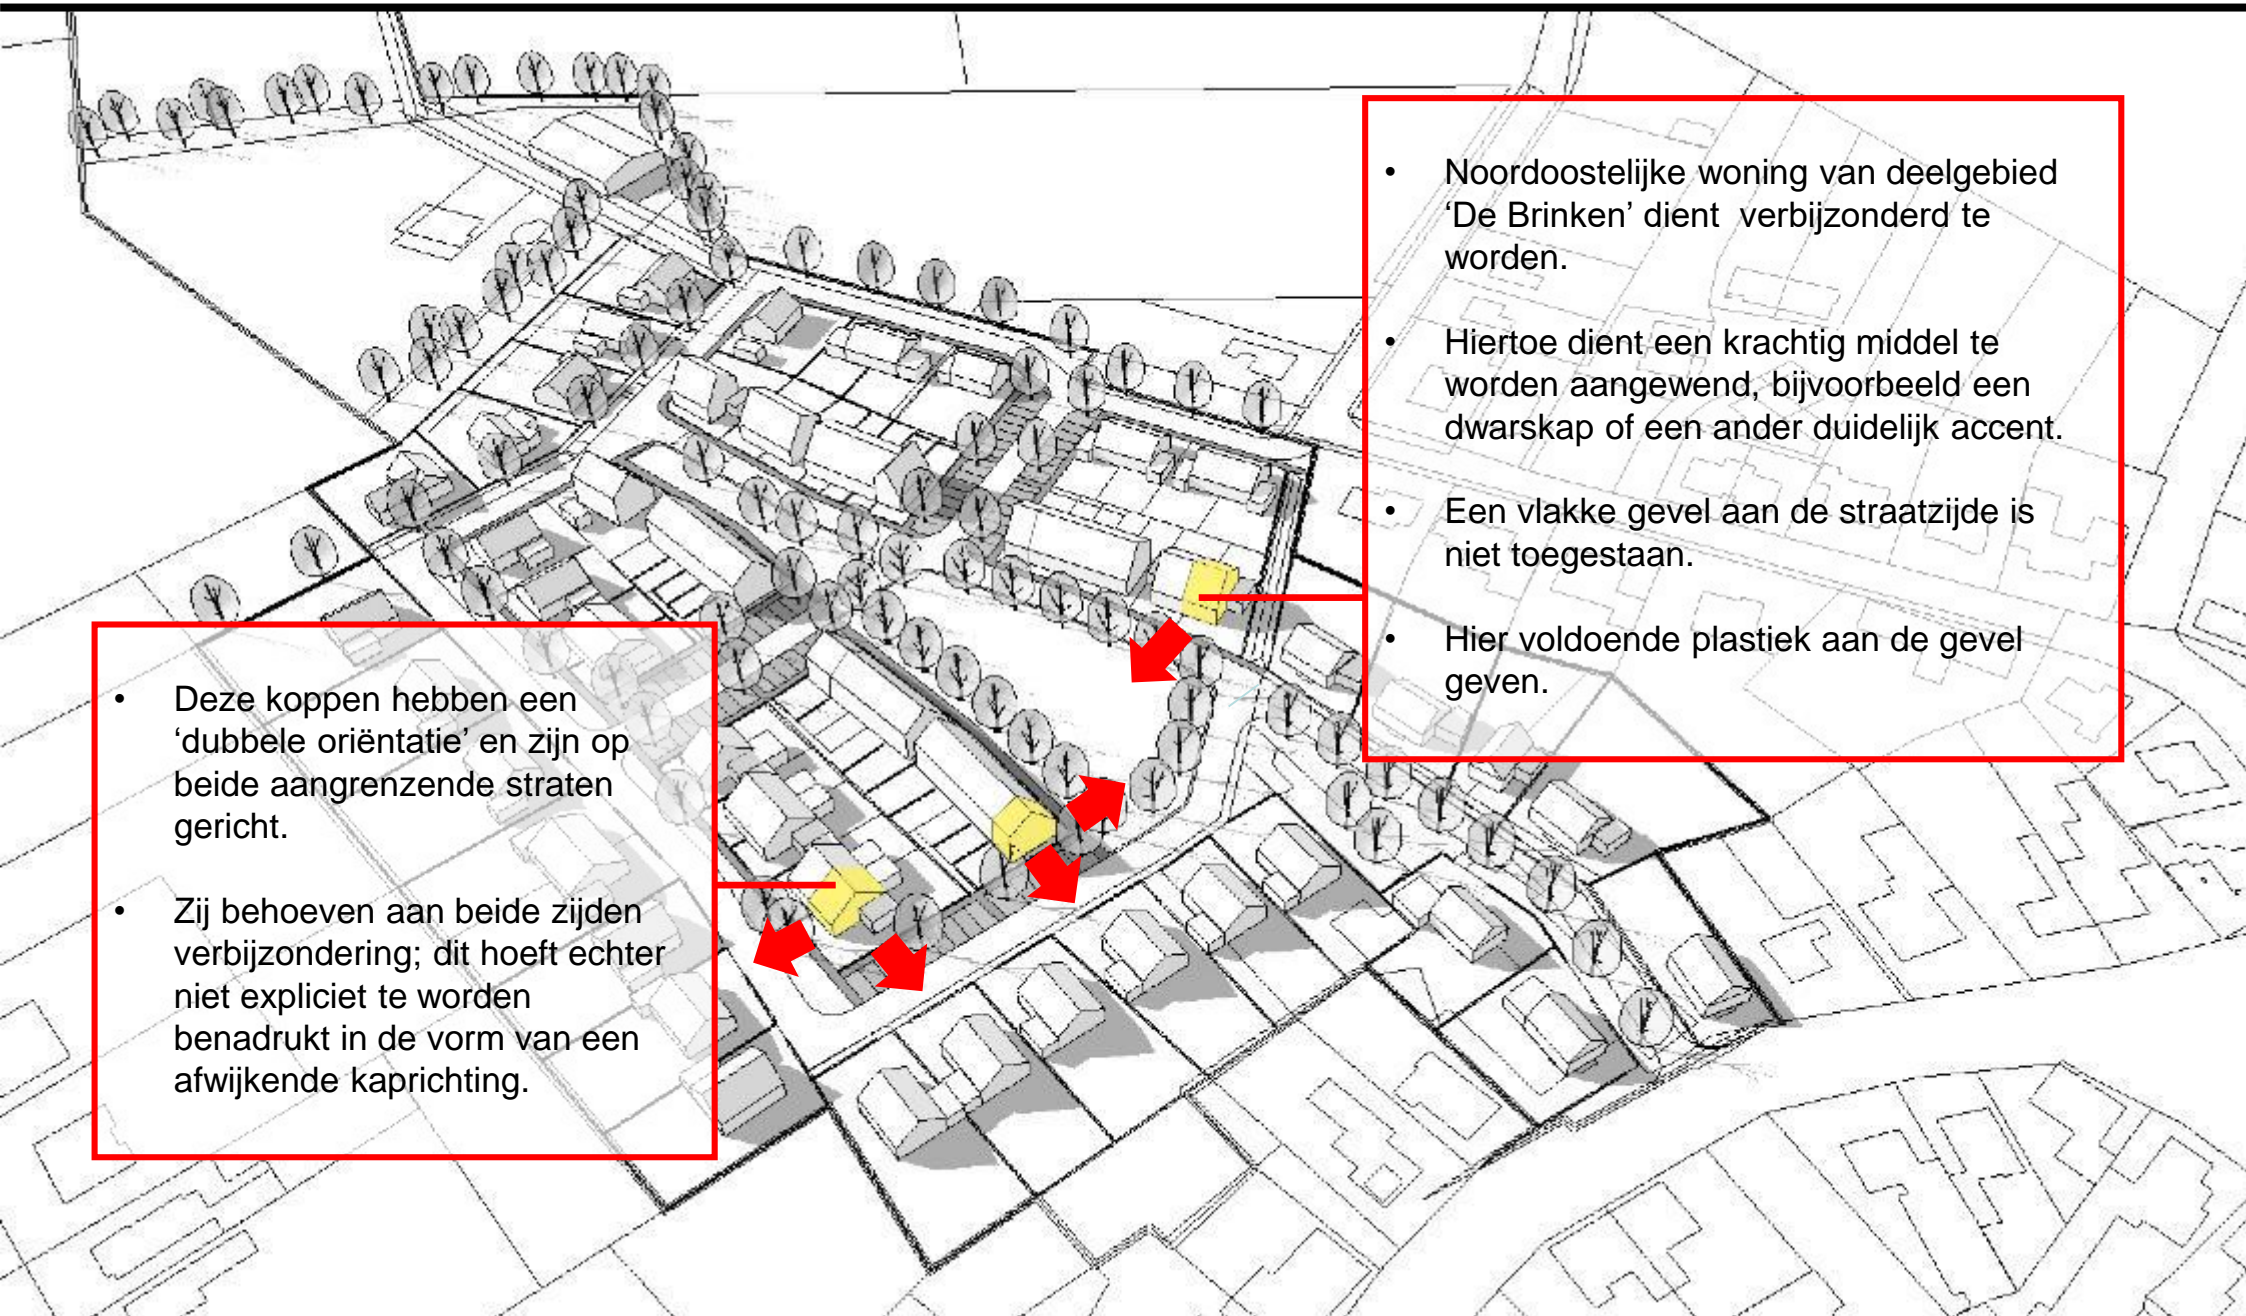 • Noordoostelijke woning van deelgebied
‘De Brinken’ dient  verbijzonderd te
worden.
• Hiertoe dient een krachtig middel te
worden aangewend, bijvoorbeeld een
dwarskap of een ander duidelijk accent.
• Een vlakke gevel aan de straatzijde is
niet toegestaan.
• Hier voldoende plastiek aan de gevel
geven.
• Deze koppen hebben een
‘dubbele oriëntatie’ en zijn op
beide aangrenzende straten
gericht.
• Zij behoeven aan beide zijden
verbijzondering; dit hoeft echter
niet expliciet te worden
benadrukt in de vorm van een
afwijkende kaprichting.